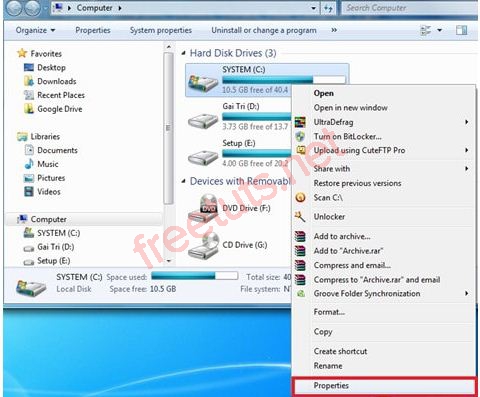 Computer
Search Computer
Organize
Properties
System properties
Uninstall or change a program
»
Favorites
Desktop
Downloads
Recent Places
Google Drive
Libraries
Documents
Music
Pictures
Videos
Computer
SYSTEM (C:)
Gai Tri (D:)
Setup (E:)
Hard Disk Drives (3)
SYSTEM (C:)
10.5 GB free of 40.4
Gai Tri (D:)
3.73 GB free of 13.7
Setup (E:)
4.00 GB free of 20.2
Devices with Removabl
DVD Drive (F:)
CD Drive (G:)
SYSTEM (C:) Space used: Total size: 40
Local Disk Space free: 10.5 GB File system: NT
Open
Open in new window
UltraDefrag
Turn on BitLocker...
Upload using CuteFTP Pro
Share with
Restore previous versions
Scan C:\
Unlocker
Add to archive...
Add to "Archive.rar"
Compress and email...
Compress to "Archive.rar" and email
Groove Folder Synchronization
Format...
Copy
Create shortcut
Rename
Properties
freetuts.net